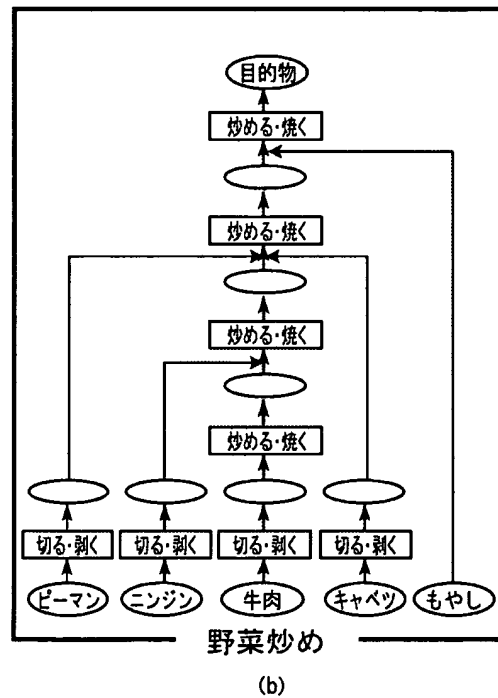 目的物
炒める・焼く
炒める・焼く
炒める・焼く
炒める・焼く
切る・剥く 切る・剥く 切る・剥く 切る・剥く
ピーマン ニンジン 牛肉 キャベツ もやし
野菜炒め
(b)